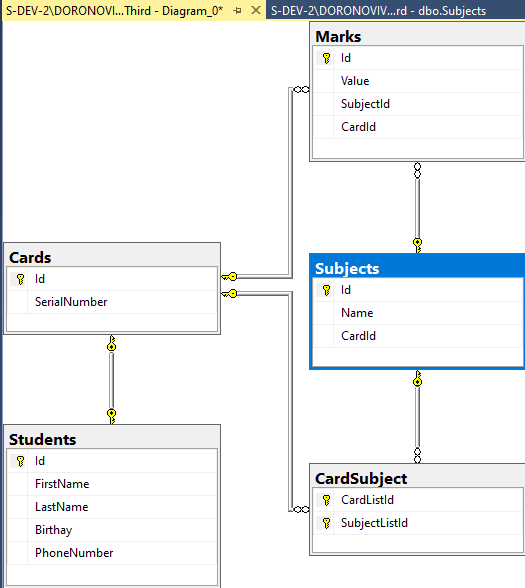 S-DEV-2\DORONOVI...Third - Diagram_0*
S-DEV-2\DORONOVIV...rd - dbo.Subjects
Marks
Id
Value
SubjectId
CardId
Cards
Id
SerialNumber
Subjects
Id
Name
CardId
Students
Id
FirstName
LastName
Birthay
PhoneNumber
CardSubject
CardListId
SubjectListId